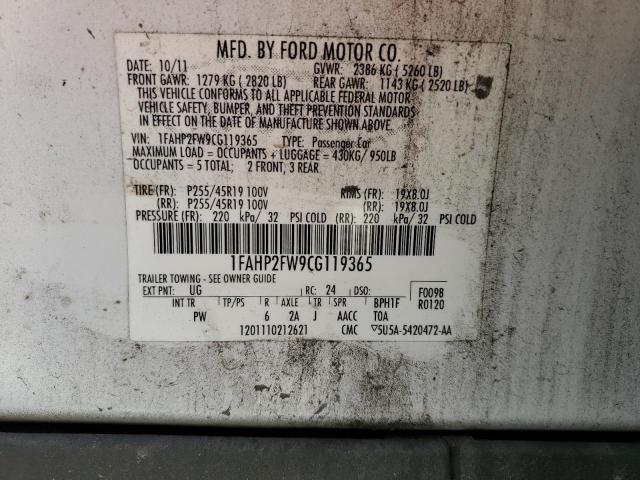 MFD. BY FORD MOTOR CO.
DATE: 10/11 GVWR: 2386 KG ( 5260 LB)
FRONT GAWR: 1279 KG ( 2820 LB) REAR GAWR: 1143 KG ( 2520 LB)
THIS VEHICLE CONFORMS TO ALL APPLICABLE FEDERAL MOTOR
VEHICLE SAFETY, BUMPER, AND THEFT PREVENTION STANDARDS
IN EFFECT ON THE DATE OF MANUFACTURE SHOWN ABOVE.
VIN: 1FAHP2FW9CG119365 TYPE: Passenger Car
MAXIMUM LOAD = OCCUPANTS + LUGGAGE = 430KG/950LB
OCCUPANTS = 5 TOTAL; 2 FRONT, 3 REAR
TIRE (FR): P255/45R19 100V RIMS (FR): 19X8.0J
(RR): P255/45R19 100V (RR): 19X8.0J
PRESSURE (FR): 220 kPa/ 32 PSI COLD (RR): 220 kPa/ 32 PSI COLD
1FAHP2FW9CG119365
TRAILER TOWING - SEE OWNER GUIDE
EXT PNT: UG RC: 24 DSO: F0098
INT TR TP/PS R AXLE TR SPR BPH1F R0120
PW 6 2A J AACC TOA
1201110212621 CMC ▽5U5A-5420472-AA